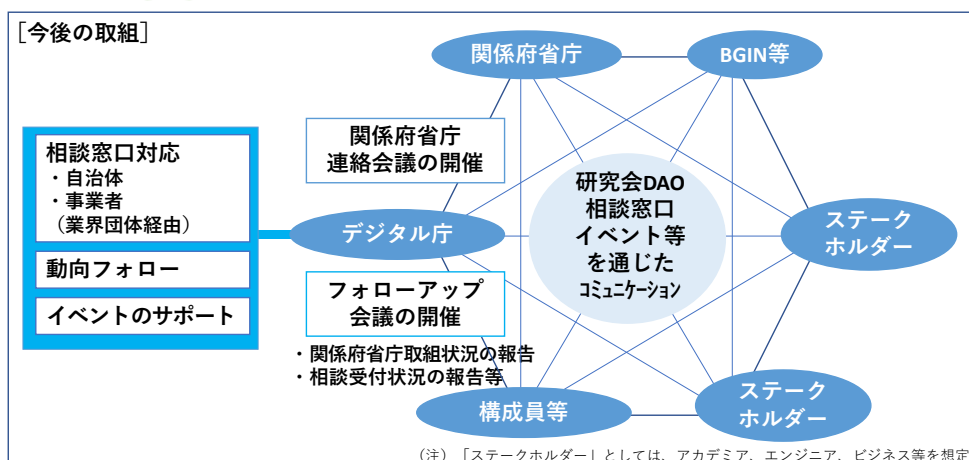 ［今後の取組］
関係府省庁
BGIN等
相談窓口対応
・自治体
・事業者
（業界団体経由）
動向フォロー
イベントのサポート
関係府省庁
連絡会議の開催
デジタル庁
フォローアップ
会議の開催
・関係府省庁取組状況の報告
・相談受付状況の報告等
研究会DAO
相談窓口
イベント等
を通じた
ｺﾐｭﾆｹｰｼｮﾝ
ステーク
ホルダー
ステーク
ホルダー
構成員等
（注）「ステークホルダー」としては、アカデミア、エンジニア、ビジネス等を想定